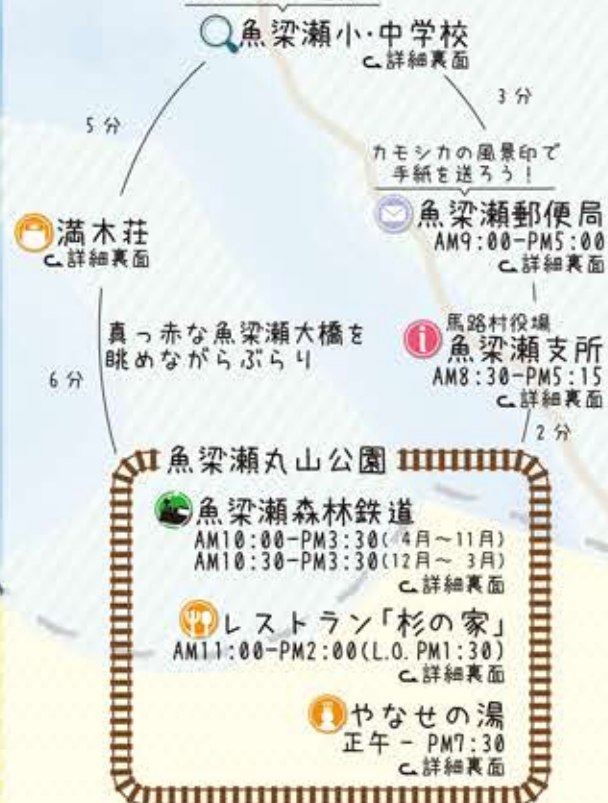 魚梁瀬小・中学校
詳細裏面
5分
3分
カモシカの風景印で
手紙を送ろう!
魚梁瀬郵便局
AM9:00-PM5:00
詳細裏面
満木荘
詳細裏面
馬路村役場
魚梁瀬支所
AM8:30-PM5:15
詳細裏面
真っ赤な魚梁瀬大橋を
眺めながらぶらり
6分
2分
魚梁瀬丸山公園
魚梁瀬森林鉄道
AM10:00-PM3:30(4月~11月)
AM10:30-PM3:30(12月~ 3月)
詳細裏面
レストラン「杉の家」
AM11:00-PM2:00(L.O. PM1:30)
詳細裏面
やなせの湯
正午 - PM7:30
詳細裏面